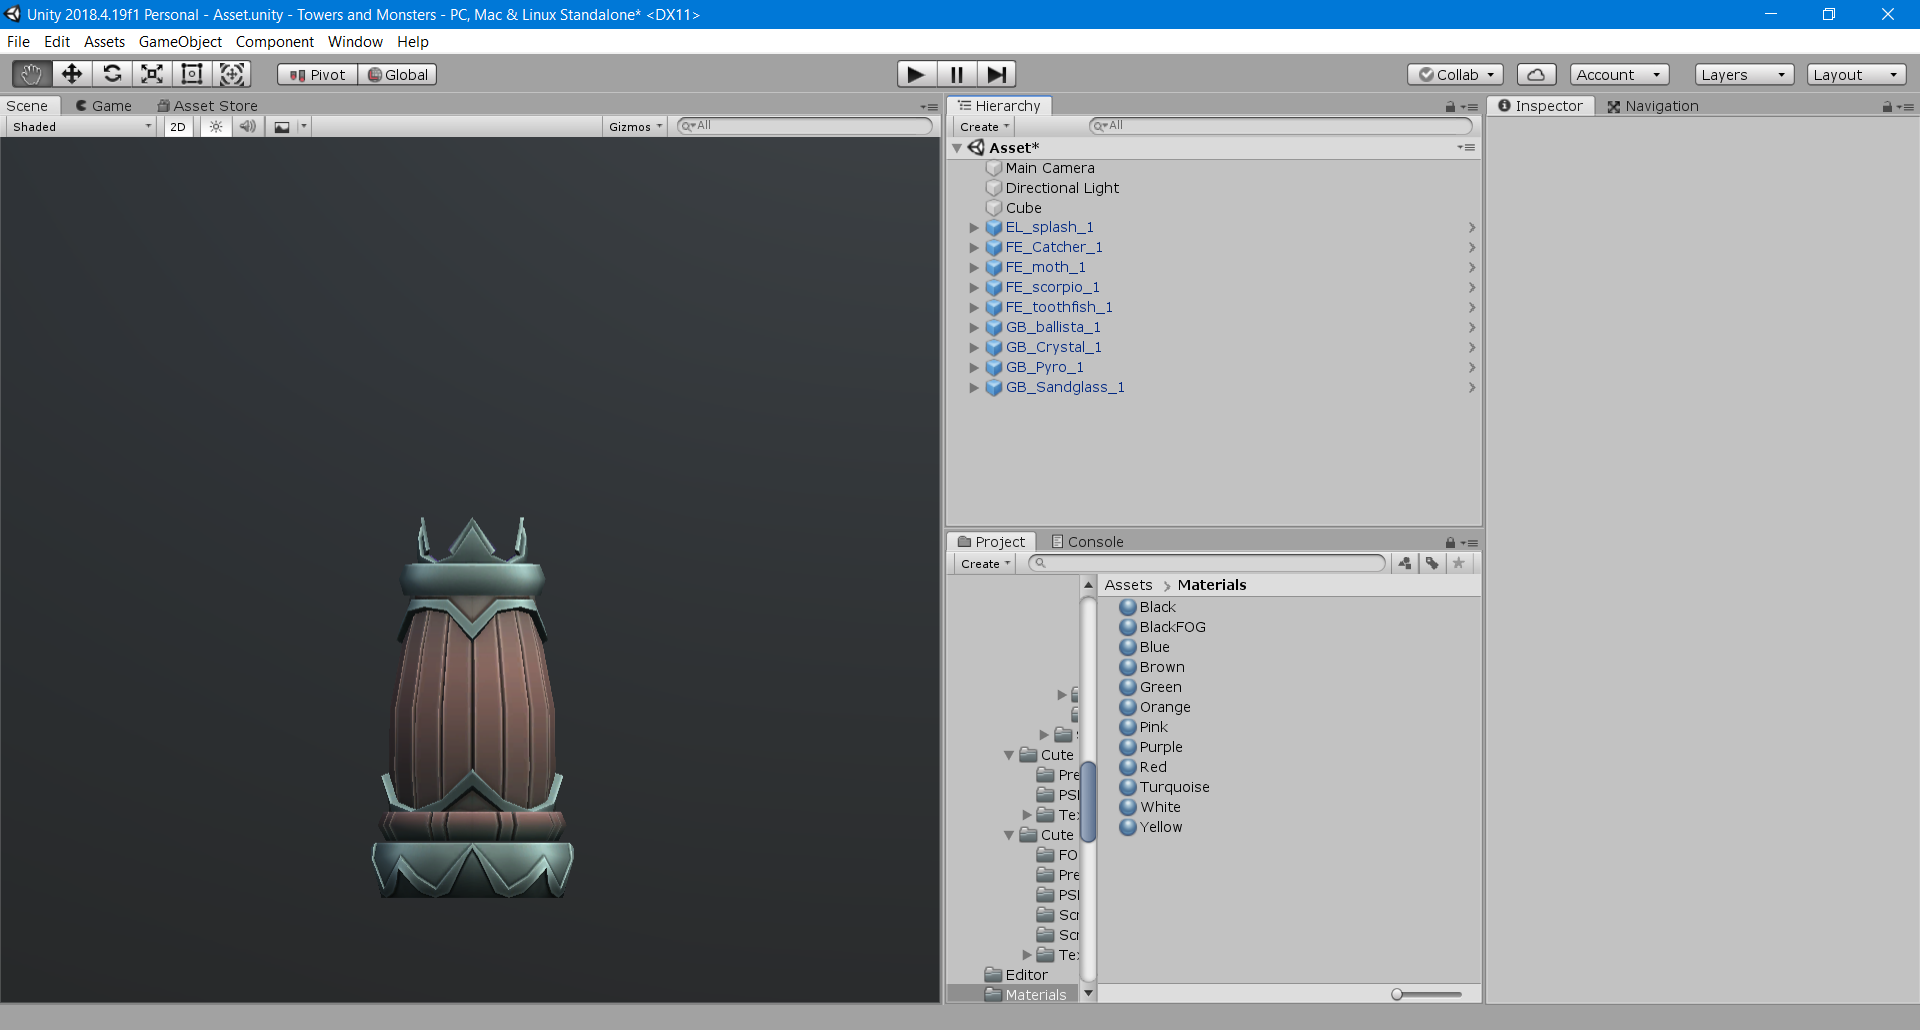 Unity 2018.4.19f1 Personal - Asset.unity - Towers and Monsters - PC, Mac & Linux Standalone* <DX11>
File Edit Assets GameObject Component Window Help
Pivot Global Collab Account Layers Layout
Scene Game Asset Store
Shaded 2D Gizmos All
Hierarchy
Create All
Asset*
Main Camera
Directional Light
Cube
EL_splash_1
FE_Catcher_1
FE_moth_1
FE_scorpio_1
FE_toothfish_1
GB_ballista_1
GB_Crystal_1
GB_Pyro_1
GB_Sandglass_1
Project Console
Create
Cute
Pre
PSI
Te
Cute
FO
Pre
PSI
Scr
Scr
Te
Editor
Materials
Assets Materials
Black
BlackFOG
Blue
Brown
Green
Orange
Pink
Purple
Red
Turquoise
White
Yellow
Inspector Navigation